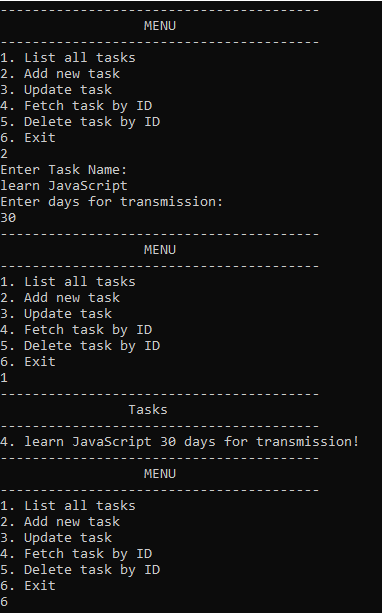 ----------------------------------------
MENU
----------------------------------------
1. List all tasks
2. Add new task
3. Update task
4. Fetch task by ID
5. Delete task by ID
6. Exit
2
Enter Task Name:
learn JavaScript
Enter days for transmission:
30
----------------------------------------
MENU
----------------------------------------
1. List all tasks
2. Add new task
3. Update task
4. Fetch task by ID
5. Delete task by ID
6. Exit
1
----------------------------------------
Tasks
----------------------------------------
4. learn JavaScript 30 days for transmission!
----------------------------------------
MENU
----------------------------------------
1. List all tasks
2. Add new task
3. Update task
4. Fetch task by ID
5. Delete task by ID
6. Exit
6